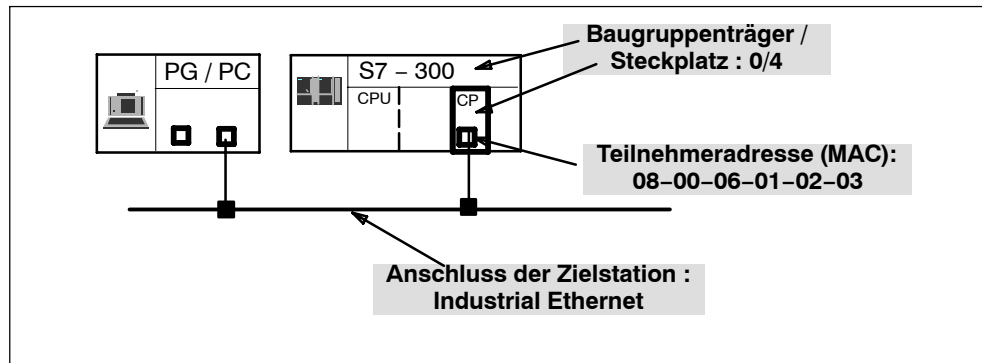 Baugruppenträger /
Steckplatz : 0/4
PG / PC
S7 – 300
CPU
CP
Teilnehmeradresse (MAC):
08–00–06–01–02–03
Anschluss der Zielstation :
Industrial Ethernet